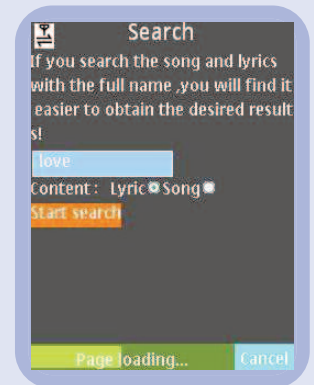 Search
If you search the song and lyrics
with the full name ,you will find it
easier to obtain the desired result
s!
love
Content : Lyric Song
Start search
Page loading... Cancel